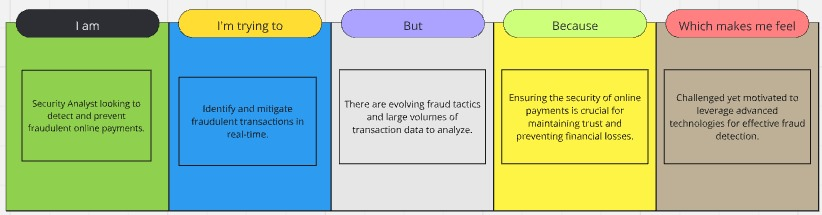 I am
I'm trying to
But
Because
Which makes me feel
Security Analyst looking to
detect and prevent
fraudulent online payments.
Identify and mitigate
fraudulent transactions in
real-time.
There are evolving fraud tactics
and large volumes of
transaction data to analyze.
Ensuring the security of online
payments is crucial for
maintaining trust and
preventing financial losses.
Challenged yet motivated to
leverage advanced
technologies for effective fraud
detection.